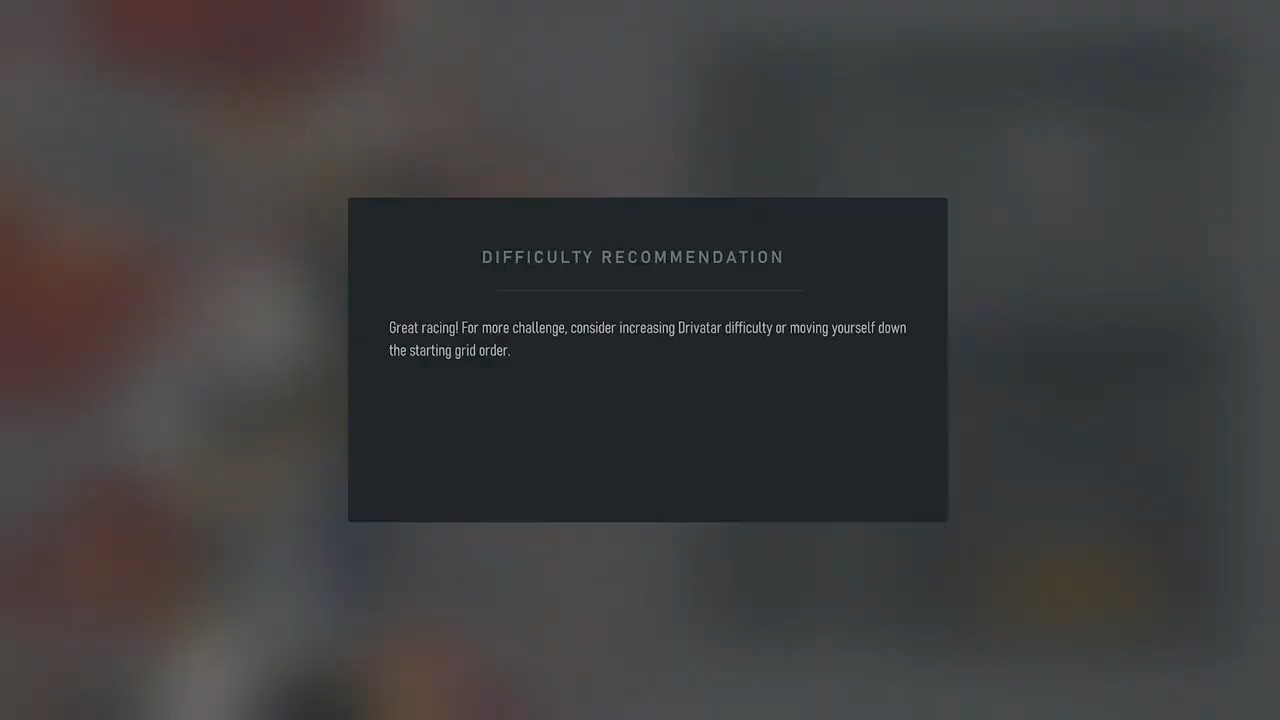 DIFFICULTY RECOMMENDATION
Great racing! For more challenge, consider increasing Drivatar difficulty or moving yourself down
the starting grid order.